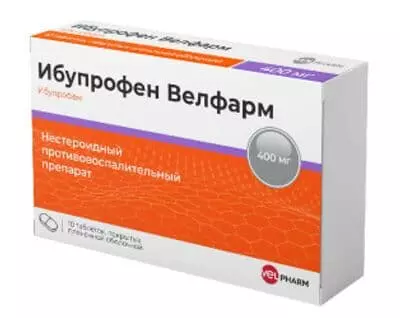 400 мг
Ибупрофен Велфарм
Ибупрофен
Нестероидный
противовоспалительный
препарат
400 мг
10 таблеток, покрытых
пленочной оболочкой
VELPHARM